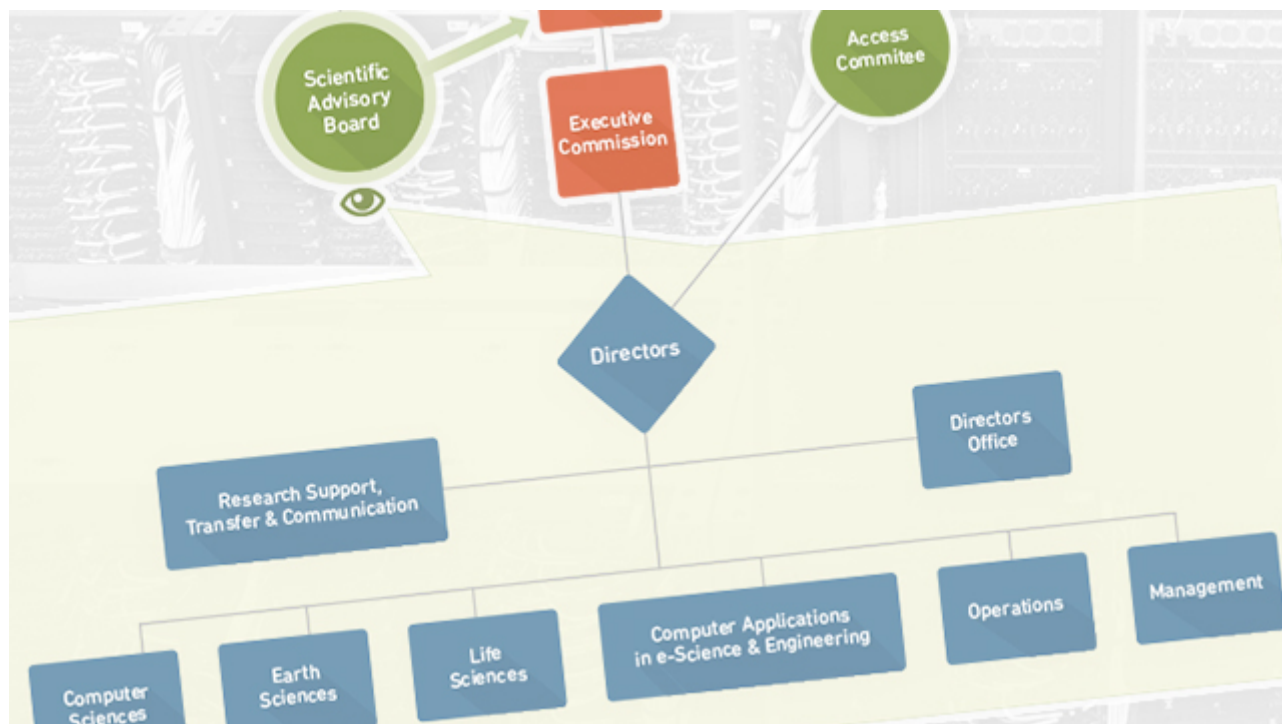 Scientific
Advisory
Board
Access
Commitee
Executive
Commission
Directors
Directors
Office
Research Support,
Transfer & Communication
Computer
Sciences
Earth
Sciences
Life
Sciences
Computer Applications
in e-Science & Engineering
Operations
Management